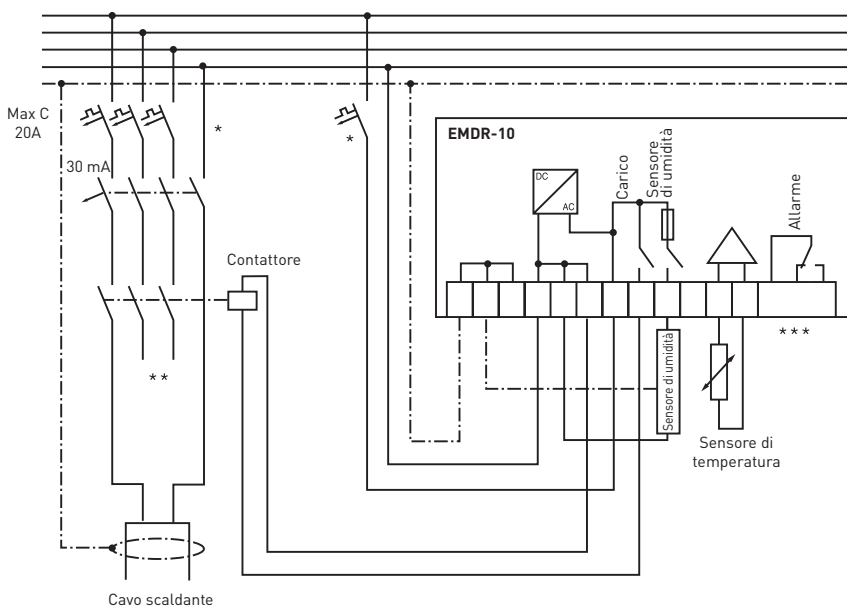 Max C
20A
*
*
30 mA
EMDR-10
DC
AC
Carico
Sensore
di umidità
Allarme
Contattore
* *
* * *
Sensore di umidità
Sensore di
temperatura
Cavo scaldante